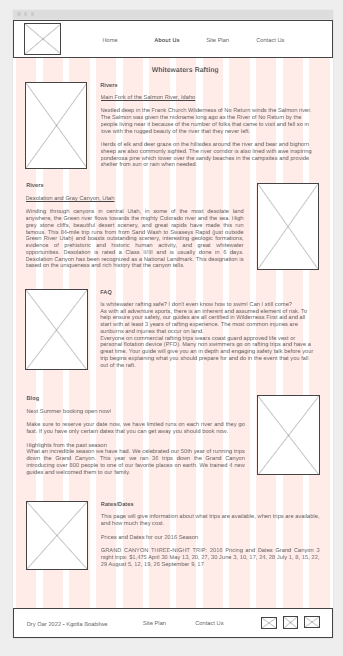 Home About Us Site Plan Contact Us
Whitewaters Rafting
Rivers
Main Fork of the Salmon River, Idaho
Nestled deep in the Frank Church Wilderness of No Return winds the Salmon river.
The Salmon was given the nickname long ago as the River of No Return by the
people living near it because of the number of folks that came to visit and fell so in
love with the rugged beauty of the river that they never left.
Herds of elk and deer graze on the hillsides around the river and bear and bighorn
sheep are also commonly sighted. The river corridor is also lined with awe inspiring
ponderosa pine which tower over the sandy beaches in the campsites and provide
shelter from sun or rain when needed.
Rivers
Desolation and Gray Canyon, Utah
Winding through canyons in central Utah, in some of the most desolate land
anywhere, the Green river flows towards the mighty Colorado river and the sea. High
grey stone cliffs, beautiful desert scenery, and great rapids have made this run
famous. This 84-mile trip runs from from Sand Wash to Swaseys Rapid (just outside
Green River Utah) and boasts outstanding scenery, interesting geologic formations,
evidence of prehistoric and historic human activity, and great whitewater
opportunities. Desolation is rated a Class and is usually done in 6 days.
Desolation Canyon has been recognized as a National Landmark. This designation is
based on the uniqueness and rich history the canyon tells.
FAQ
Is whitewater rafting safe? I don't even know how to swim! Can I still come?
As with all adventure sports, there is an inherent and assumed element of risk. To
help ensure your safety, our guides are all certified in Wilderness First aid and all
start with at least 3 years of rafting experience. The most common injuries are
sunburns and injuries that occur on land.
Everyone on commercial rafting trips wears coast guard approved life vest or
personal flotation device (PFD). Many non swimmers go on rafting trips and have a
great time. Your guide will give you an in depth and engaging safety talk before your
trip begins explaining what you should prepare for and do in the event that you fall
out of the raft.
Blog
Next Summer booking open now!
Make sure to reserve your date now, we have limited runs on each river and they go
fast. If you have only certain dates that you can get away you should book now.
Highlights from the past season
What an incredible season we have had. We celebrated our 50th year of running trips
down the Grand Canyon. This year we ran 36 trips down the Grand Canyon
introducing over 800 people to one of our favorite places on earth. We trained 4 new
guides and welcomed them to our family.
Rates/Dates
This page will give information about what trips are available, when trips are available,
and how much they cost.
Prices and Dates for our 2016 Season
GRAND CANYON THREE-NIGHT TRIP: 2016 Pricing and Dates Grand Canyon 3
night trips: $1,475 April 30 May 13, 20, 27, 30 June 3, 10, 17, 24, 28 July 1, 8, 15, 22,
29 August 5, 12, 19, 26 September 9, 17
Dry Oar 2022 • Kgotla Boabilwe Site Plan Contact Us